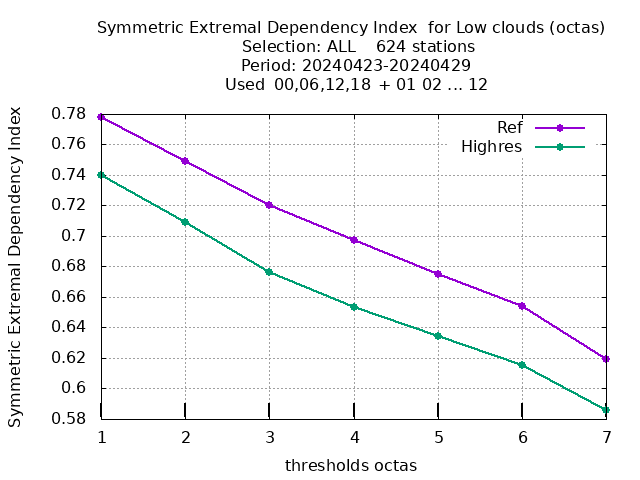 Symmetric Extremal Dependency Index  for Low clouds (octas)
Selection: ALL    624 stations
Period: 20240423-20240429
Used  00,06,12,18  + 01 02 ... 12
Symmetric Extremal Dependency Index
0.78
0.76
0.74
0.72
0.7
0.68
0.66
0.64
0.62
0.6
0.58
Ref
Highres
1 2 3 4 5 6 7
thresholds octas